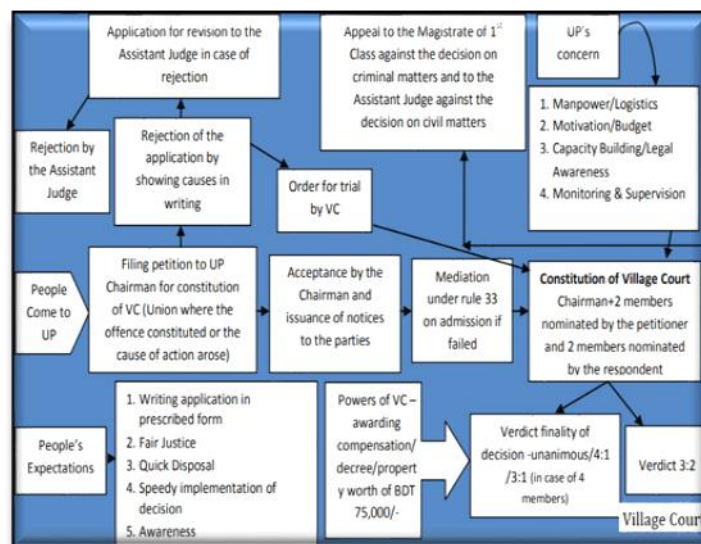 Application for revision to the
Assistant Judge in case of
rejection
Appeal to the Magistrate of 1st
Class against the decision on
criminal matters and to the
Assistant Judge against the
decision on civil matters
UP's
concern
Rejection by
the Assistant
Judge
Rejection of the
application by
showing causes in
writing
Order for trial
by VC
1. Manpower/Logistics
2. Motivation/Budget
3. Capacity Building/Legal
Awareness
4. Monitoring & Supervision
People
Come to
UP
Filing petition to UP
Chairman for constitution
of VC (Union where the
offence constituted or the
cause of action arose)
Acceptance by the
Chairman and
issuance of notices
to the parties
Mediation
under rule 33
on admission if
failed
Constitution of Village Court
Chairman+2 members
nominated by the petitioner
and 2 members nominated
by the respondent
People's
Expectations
1. Writing application in
prescribed form
2. Fair Justice
3. Quick Disposal
4. Speedy implementation of
decision
5. Awareness
Powers of VC –
awarding
compensation/
decree/propert
y worth of BDT
75,000/-
Verdict finality of
decision -unanimous/4:1
/3:1 (in case of 4
members)
Verdict 3:2
Village Court